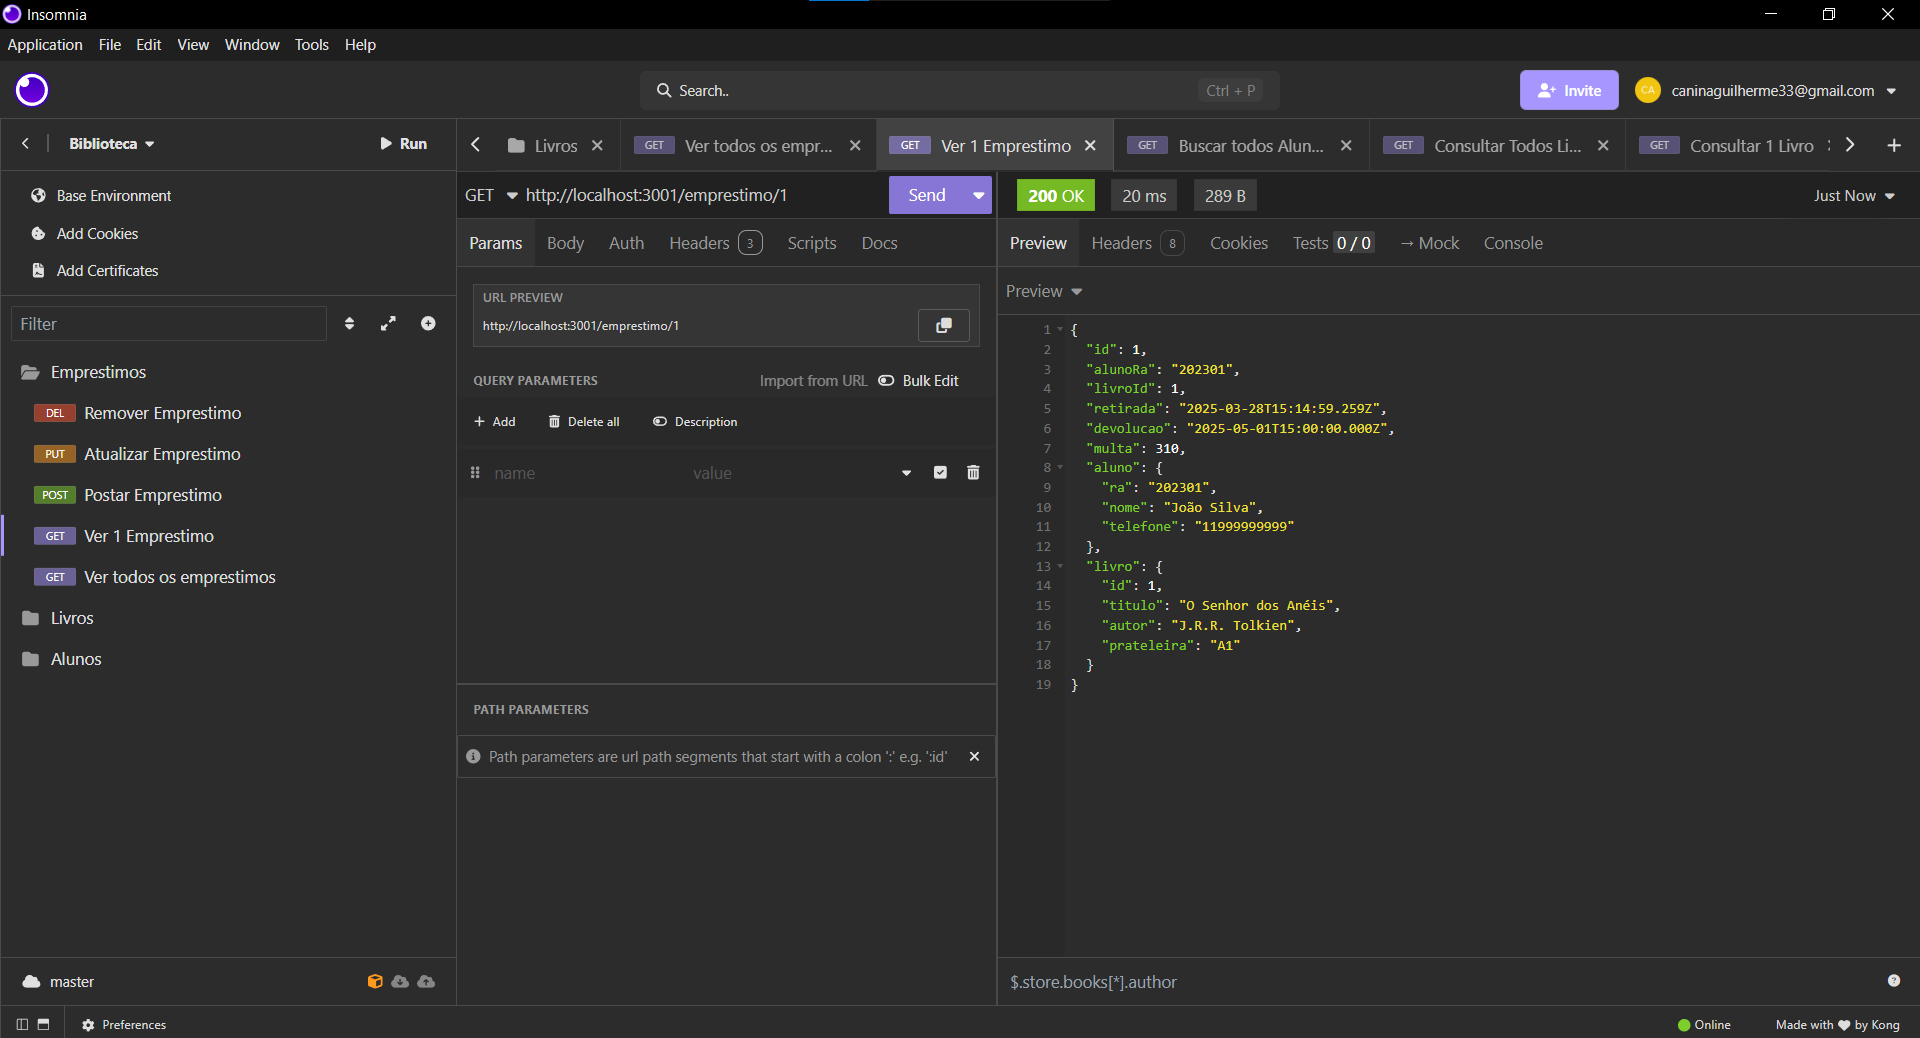 Insomnia
Application File Edit View Window Tools Help
Search.. Ctrl + P
Invite
CA caninaguilherme33@gmail.com
Biblioteca
Run
Base Environment
Add Cookies
Add Certificates
Filter
Emprestimos
DEL Remover Emprestimo
PUT Atualizar Emprestimo
POST Postar Emprestimo
GET Ver 1 Emprestimo
GET Ver todos os emprestimos
Livros
Alunos
master
Preferences
Livros
GET Ver todos os empr...
GET Ver 1 Emprestimo
GET Buscar todos Alun...
GET Consultar Todos Li...
GET Consultar 1 Livro
GET http://localhost:3001/emprestimo/1 Send
Params Body Auth Headers 3 Scripts Docs
URL PREVIEW
http://localhost:3001/emprestimo/1
QUERY PARAMETERS Import from URL Bulk Edit
Add Delete all Description
name value
PATH PARAMETERS
Path parameters are url path segments that start with a colon ':' e.g. ':id'
200 OK 20 ms 289 B Just Now
Preview Headers 8 Cookies Tests 0 / 0 → Mock Console
Preview
1 {
2 "id": 1,
3 "alunoRa": "202301",
4 "livroId": 1,
5 "retirada": "2025-03-28T15:14:59.259Z",
6 "devolucao": "2025-05-01T15:00:00.000Z",
7 "multa": 310,
8 "aluno": {
9 "ra": "202301",
10 "nome": "João Silva",
11 "telefone": "11999999999"
12 },
13 "livro": {
14 "id": 1,
15 "titulo": "O Senhor dos Anéis",
16 "autor": "J.R.R. Tolkien",
17 "prateleira": "A1"
18 }
19 }
$.store.books[*].author
Online
Made with ❤ by Kong